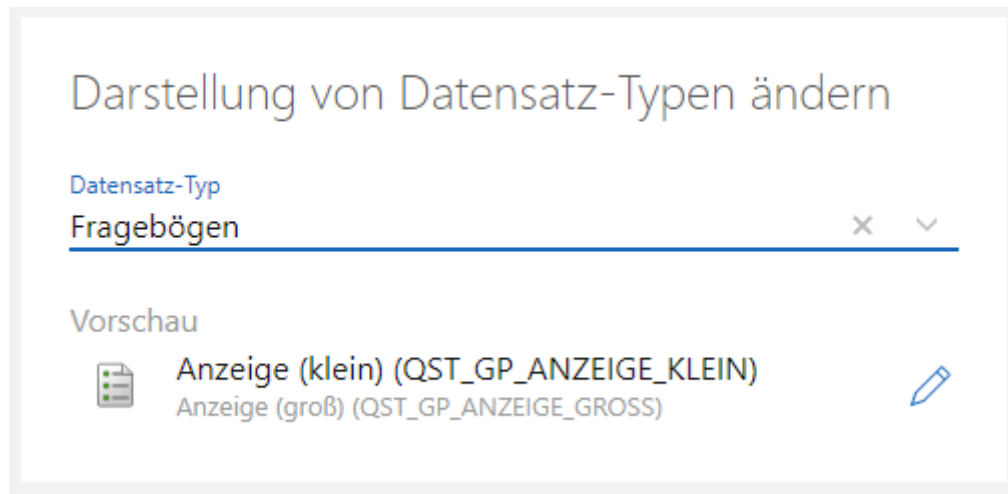 Darstellung von Datensatz-Typen ändern
Datensatz-Typ
Fragebögen
Vorschau
Anzeige (klein) (QST_GP_ANZEIGE_KLEIN)
Anzeige (groß) (QST_GP_ANZEIGE_GROSS)